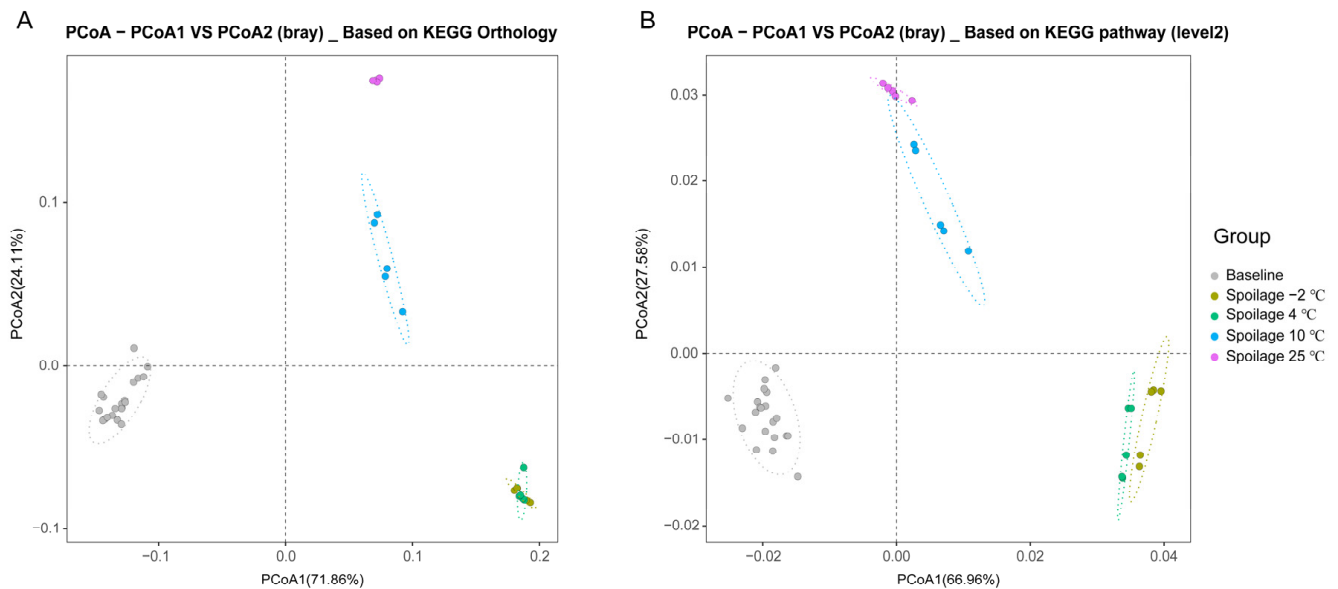 A
PCoA − PCoA1 VS PCoA2 (bray) _ Based on KEGG Orthology
0.1
0.0
−0.1
PCoA2(24.11%)
−0.1
0.0
0.1
0.2
PCoA1(71.86%)
B
PCoA − PCoA1 VS PCoA2 (bray) _ Based on KEGG pathway (level2)
0.03
0.02
0.01
0.00
−0.01
−0.02
PCoA2(27.58%)
−0.02
0.00
0.02
0.04
PCoA1(66.96%)
Group
Baseline
Spoilage −2 ℃
Spoilage 4 ℃
Spoilage 10 ℃
Spoilage 25 ℃